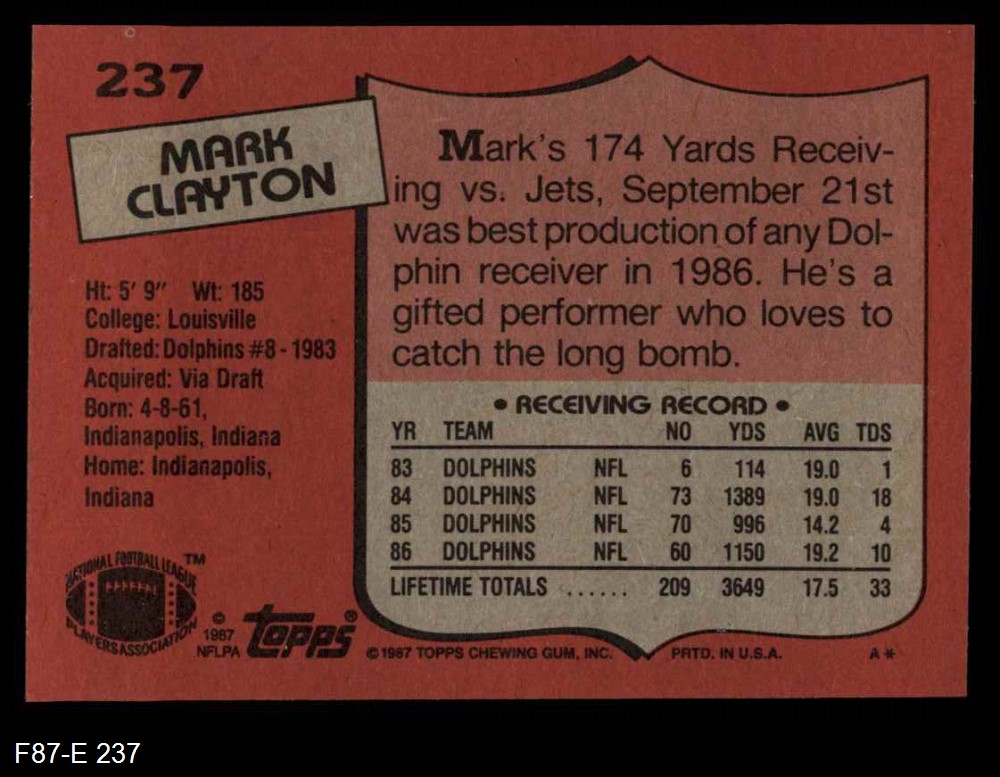 237
MARK
CLAYTON
Ht: 5' 9" Wt: 185
College: Louisville
Drafted: Dolphins #8 - 1983
Acquired: Via Draft
Born: 4-8-61,
Indianapolis, Indiana
Home: Indianapolis,
Indiana
NATIONAL FOOTBALL LEAGUE
PLAYERS ASSOCIATION
TM
©
1987
NFLPA
topps®
Mark's 174 Yards Receiv-
ing vs. Jets, September 21st
was best production of any Dol-
phin receiver in 1986. He's a
gifted performer who loves to
catch the long bomb.
• RECEIVING RECORD •
YR TEAM NO YDS AVG TDS
83 DOLPHINS NFL 6 114 19.0 1
84 DOLPHINS NFL 73 1389 19.0 18
85 DOLPHINS NFL 70 996 14.2 4
86 DOLPHINS NFL 60 1150 19.2 10
LIFETIME TOTALS ...... 209 3649 17.5 33
© 1987 TOPPS CHEWING GUM, INC. PRTD. IN U.S.A. A*
F87-E 237